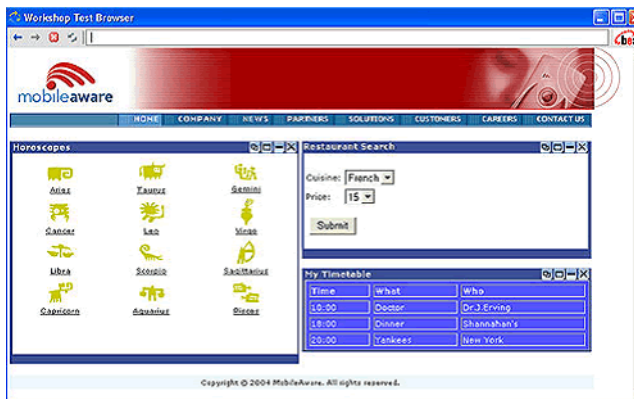 Workshop Test Browser
mobileaware
HOME COMPANY NEWS PARTNERS SOLUTIONS CUSTOMERS CAREERS CONTACT US
Horoscopes
Aries Taurus Gemini
Cancer Leo Virgo
Libra Scorpio Sagittarius
Capricorn Aquarius Pisces
Restaurant Search
Cuisine: French
Price: 15
Submit
My Timetable
Time What Who
10:00 Doctor Dr.J.Erving
18:00 Dinner Shannahan's
20:00 Yankees New York
Copyright © 2004 MobileAware. All rights reserved.